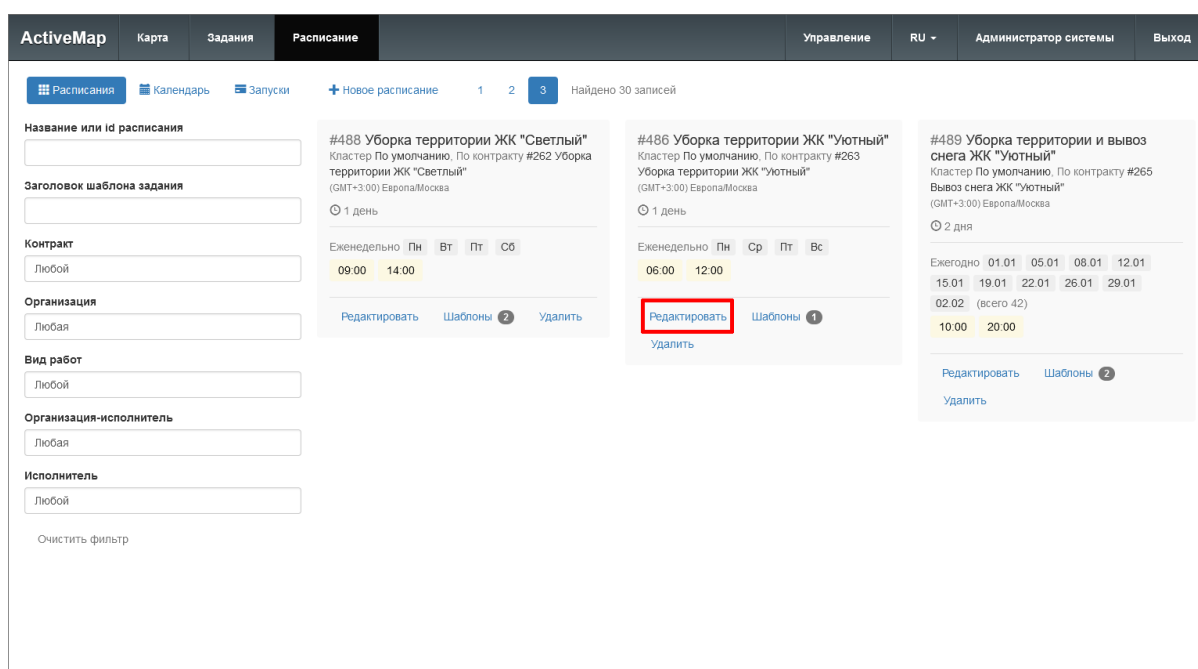 ActiveMap Карта Задания Расписание Управление RU Администратор системы Выход
Расписания Календарь Запуски Новое расписание 1 2 3 Найдено 30 записей
Название или id расписания
Заголовок шаблона задания
Контракт
Любой
Организация
Любая
Вид работ
Любой
Организация-исполнитель
Любая
Исполнитель
Любой
Очистить фильтр
#488 Уборка территории ЖК "Светлый"
Кластер По умолчанию, По контракту #262 Уборка
территории ЖК "Светлый"
(GMT+3:00) Европа/Москва
1 день
Еженедельно Пн Вт Пт Сб
09:00 14:00
Редактировать Шаблоны 2 Удалить
#486 Уборка территории ЖК "Уютный"
Кластер По умолчанию, По контракту #263
Уборка территории ЖК "Уютный"
(GMT+3:00) Европа/Москва
1 день
Еженедельно Пн Ср Пт Вс
06:00 12:00
Редактировать Шаблоны 1
Удалить
#489 Уборка территории и вывоз
снега ЖК "Уютный"
Кластер По умолчанию, По контракту #265
Вывоз снега ЖК "Уютный"
(GMT+3:00) Европа/Москва
2 дня
Ежегодно 01.01 05.01 08.01 12.01
15.01 19.01 22.01 26.01 29.01
02.02 (всего 42)
10:00 20:00
Редактировать Шаблоны 2
Удалить